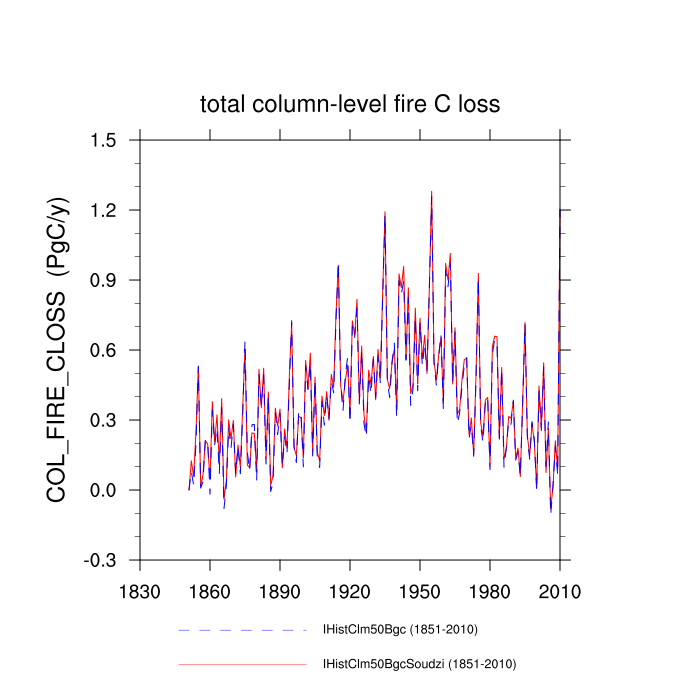 total column-level fire C loss
COL_FIRE_CLOSS (PgC/y)
1.5
1.2
0.9
0.6
0.3
0.0
-0.3
1830 1860 1890 1920 1950 1980 2010
IHistClm50Bgc (1851-2010)
IHistClm50BgcSoudzi (1851-2010)